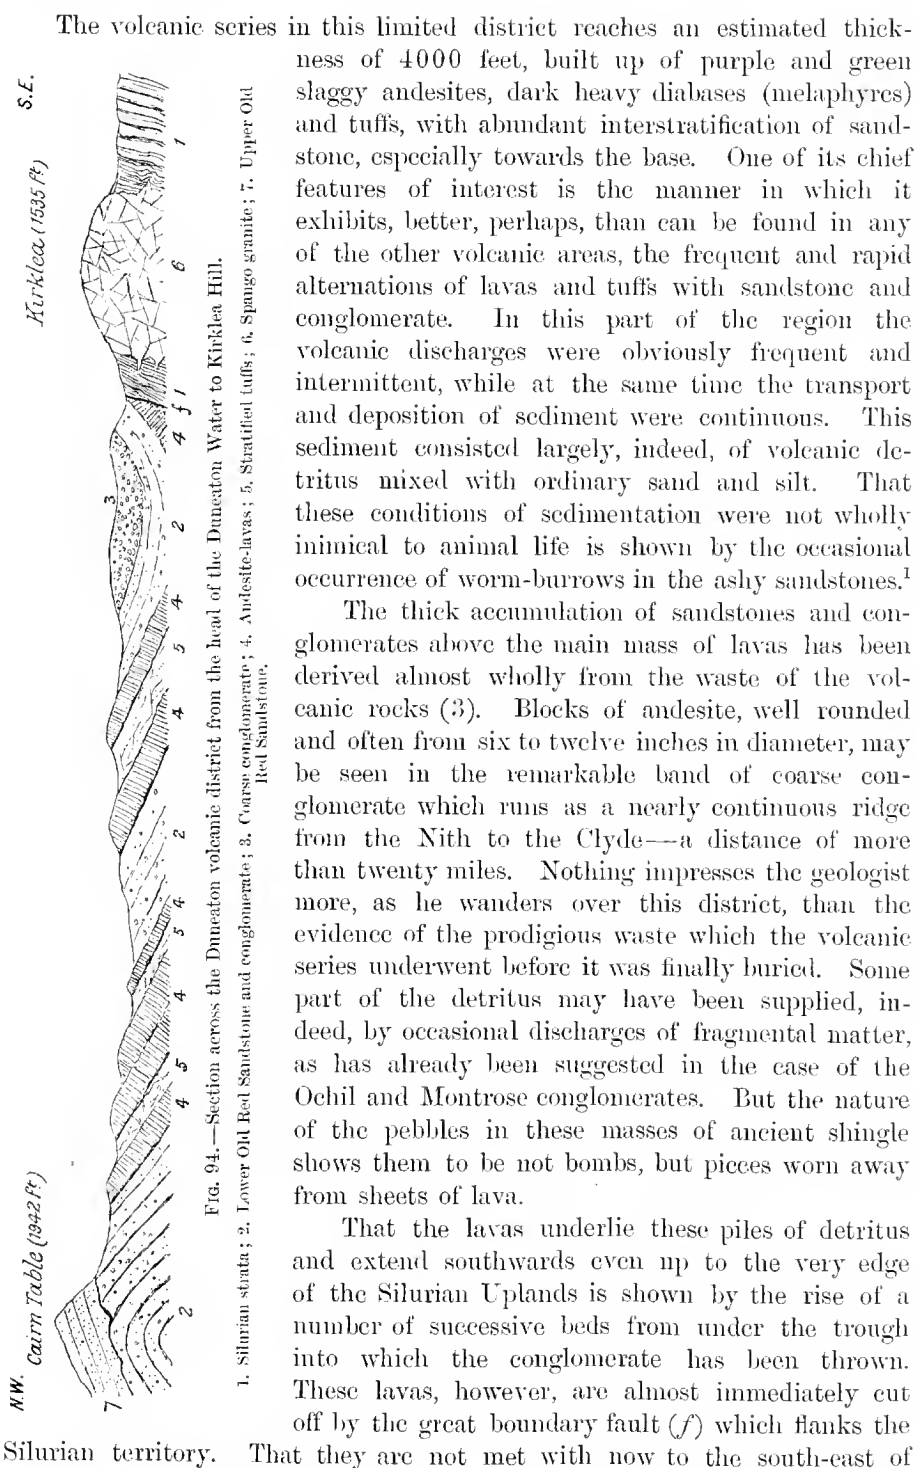 The volcanic series in this limited district reaches an estimated thick-
ness of 4000 feet, built up of purple and green
slaggy andesites, dark heavy diabases (melaphyres)
and tuffs, with abundant interstratification of sand-
stone, especially towards the base. One of its chief
features of interest is the manner in which it
exhibits, better, perhaps, than can be found in any
of the other volcanic areas, the frequent and rapid
alternations of lavas and tuffs with sandstone and
conglomerate. In this part of the region the
volcanic discharges were obviously frequent and
intermittent, while at the same time the transport
and deposition of sediment were continuous. This
sediment consisted largely, indeed, of volcanic de-
tritus mixed with ordinary sand and silt. That
these conditions of sedimentation were not wholly
inimical to animal life is shown by the occasional
occurrence of worm-burrows in the ashy sandstones.¹
The thick accumulation of sandstones and con-
glomerates above the main mass of lavas has been
derived almost wholly from the waste of the vol-
canic rocks (3). Blocks of andesite, well rounded
and often from six to twelve inches in diameter, may
be seen in the remarkable band of coarse con-
glomerate which runs as a nearly continuous ridge
from the Nith to the Clyde—a distance of more
than twenty miles. Nothing impresses the geologist
more, as he wanders over this district, than the
evidence of the prodigious waste which the volcanic
series underwent before it was finally buried. Some
part of the detritus may have been supplied, in-
deed, by occasional discharges of fragmental matter,
as has already been suggested in the case of the
Ochil and Montrose conglomerates. But the nature
of the pebbles in these masses of ancient shingle
shows them to be not bombs, but pieces worn away
from sheets of lava.
That the lavas underlie these piles of detritus
and extend southwards even up to the very edge
of the Silurian Uplands is shown by the rise of a
number of successive beds from under the trough
into which the conglomerate has been thrown.
These lavas, however, are almost immediately cut
off by the great boundary fault (f) which flanks the
Silurian territory. That they are not met with now to the south-east of
N.W. Cairn Table (1942 ft) Kirklea (1535 ft) S.E.
7 2 4 5 4 5 4 2 4 5 4 2 3 4 f 1 6 1
FIG. 94.—Section across the Duneaton volcanic district from the head of the Duneaton Water to Kirklea Hill.
1. Silurian strata; 2. Lower Old Red Sandstone and conglomerate; 3. Coarse conglomerate; 4. Andesite-lavas; 5. Stratified tuffs; 6. Spango granite; 7. Upper Old
Red Sandstone.